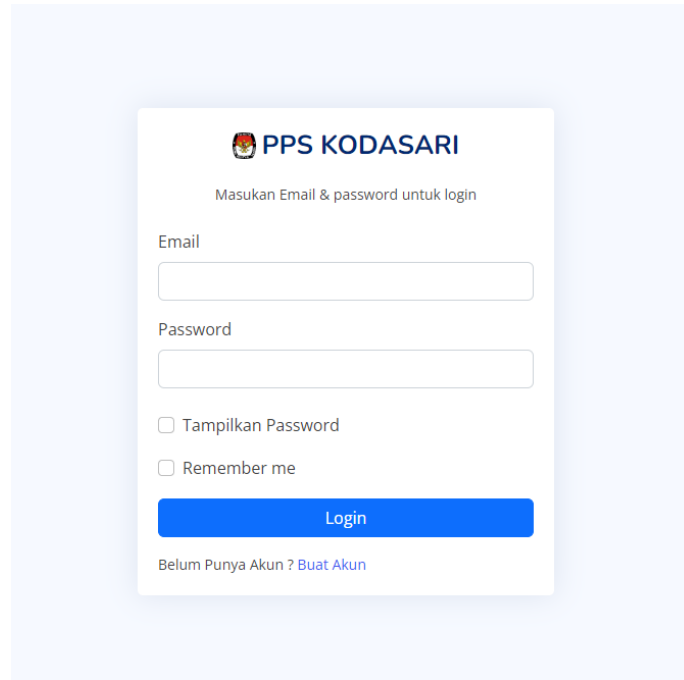 PPS KODASARI
Masukan Email & password untuk login
Email
Password
Tampilkan Password
Remember me
Login
Belum Punya Akun ? Buat Akun